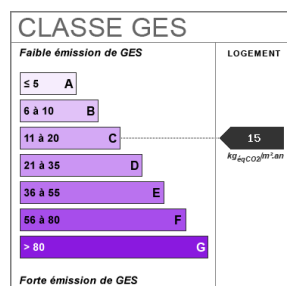 CLASSE GES
Faible émission de GES
LOGEMENT
≤ 5 A
6 à 10 B
11 à 20 C
15
kgéqCO2/m².an
21 à 35 D
36 à 55 E
56 à 80 F
> 80 G
Forte émission de GES